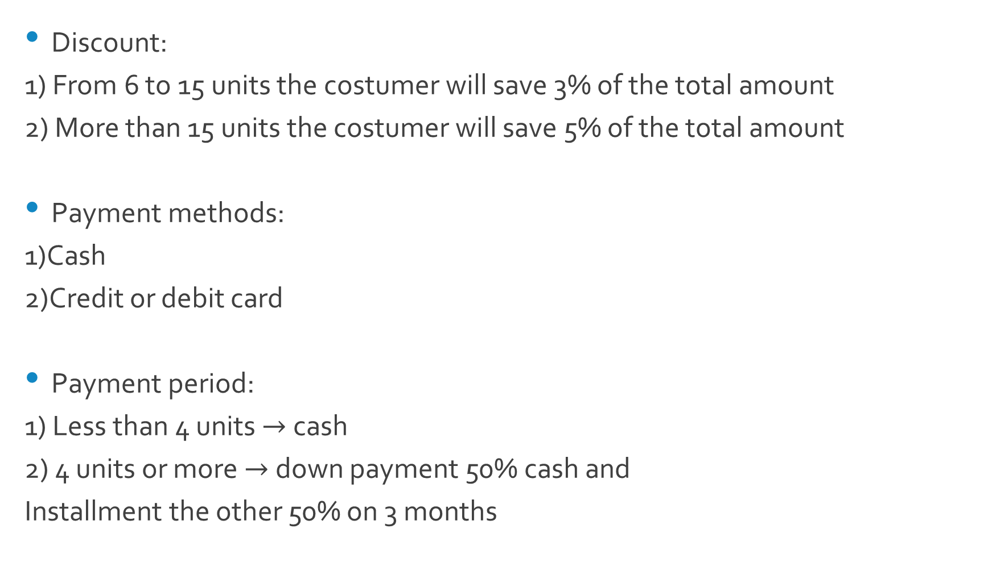 • Discount:
1) From 6 to 15 units the costumer will save 3% of the total amount
2) More than 15 units the costumer will save 5% of the total amount
• Payment methods:
1)Cash
2)Credit or debit card
• Payment period:
1) Less than 4 units → cash
2) 4 units or more → down payment 50% cash and
Installment the other 50% on 3 months